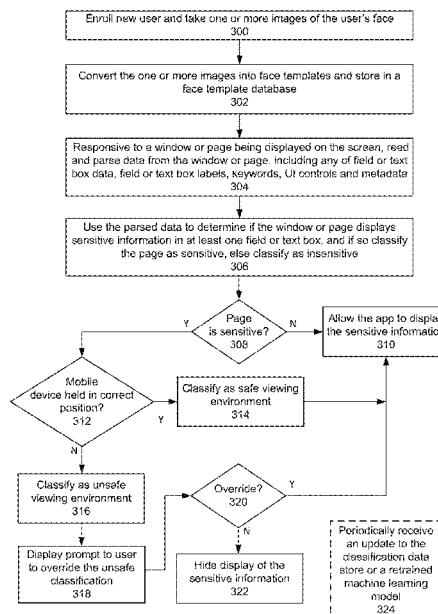 Enroll new user and take one or more images of the user's face
300
Convert the one or more images into face templates and store in a
face template database
302
Responsive to a window or page being displayed on the screen, read
and parse data from the window or page, including any of field or text
box data, field or text box labels, keywords, UI controls and metadata
304
Use the parsed data to determine if the window or page displays
sensitive information in at least one field or text box, and if so classify
the page as sensitive, else classify as insensitive
306
Y
Page
is sensitive?
308
N
Allow the app to display
the sensitive information
310
Mobile
device held in correct
position?
312
Y
Classify as safe viewing
environment
314
N
Classify as unsafe
viewing environment
316
Override?
320
Y
N
Display prompt to user
to override the unsafe
classification
318
Hide display of the
sensitive information
322
Periodically receive
an update to the
classification data
store or a retrained
machine learning
model
324